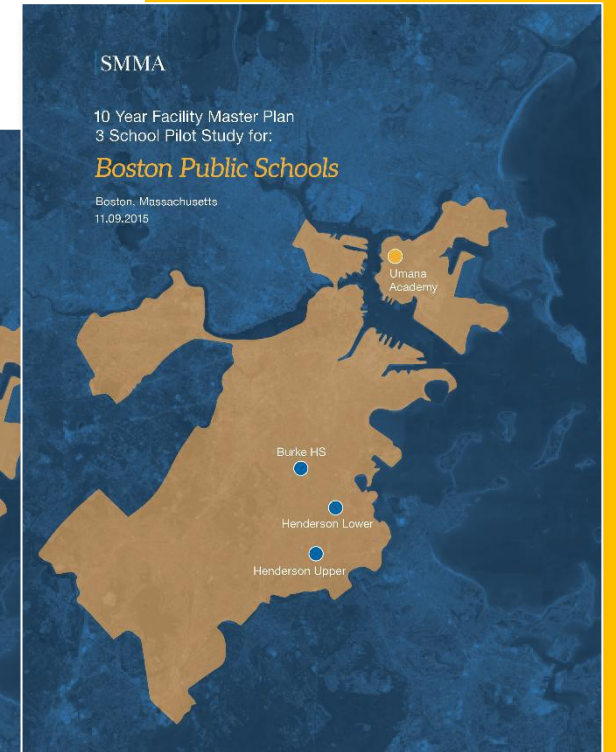 SMMA
10 Year Facility Master Plan
3 School Pilot Study for:
Boston Public Schools
Boston, Massachusetts
11.09.2015
Umana
Academy
Burke HS
Henderson Lower
Henderson Upper